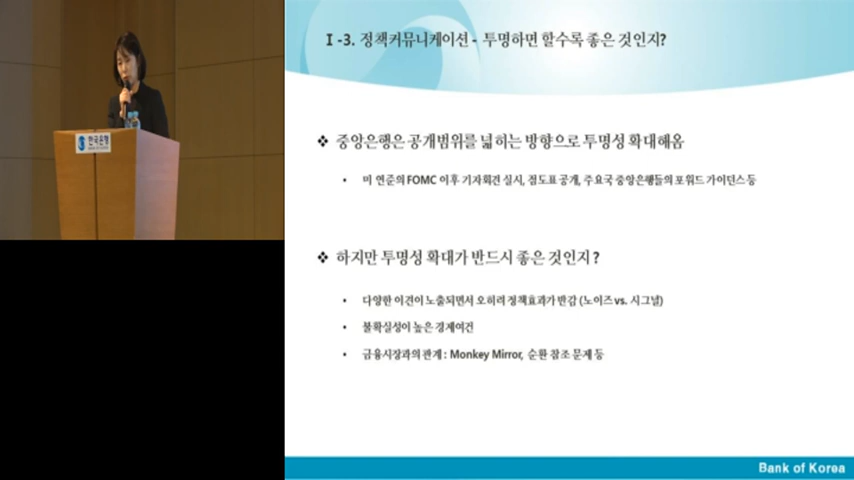 Ⅰ-3. 정책커뮤니케이션 - 투명하면 할수록 좋은 것인지?
❖ 중앙은행은 공개범위를 넓히는 방향으로 투명성 확대해옴
• 미 연준의 FOMC 이후 기자회견 실시, 점도표 공개, 주요국 중앙은행들의 포워드 가이던스 등
❖ 하지만 투명성 확대가 반드시 좋은 것인지?
• 다양한 이견이 노출되면서 오히려 정책효과가 반감 (노이즈 vs. 시그널)
• 불확실성이 높은 경제여건
• 금융시장과의 관계 : Monkey Mirror, 순환 참조 문제 등
한국은행
Bank of Korea